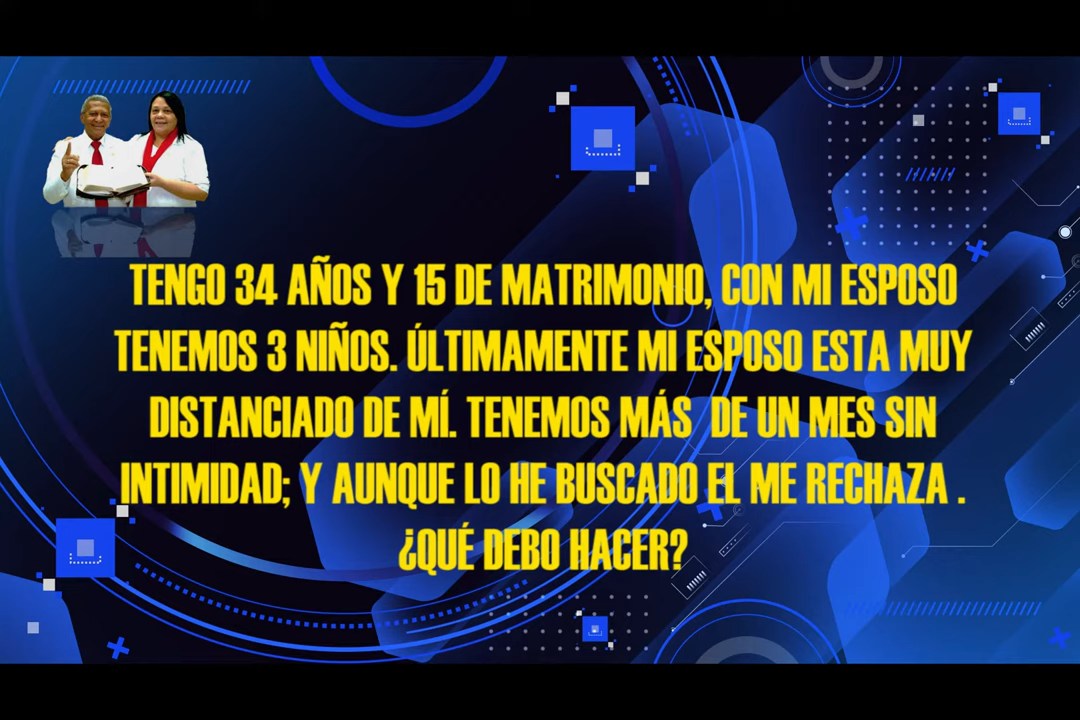 TENGO 34 AÑOS Y 15 DE MATRIMONIO, CON MI ESPOSO
TENEMOS 3 NIÑOS. ÚLTIMAMENTE MI ESPOSO ESTA MUY
DISTANCIADO DE MÍ. TENEMOS MÁS DE UN MES SIN
INTIMIDAD; Y AUNQUE LO HE BUSCADO EL ME RECHAZA .
¿QUÉ DEBO HACER?